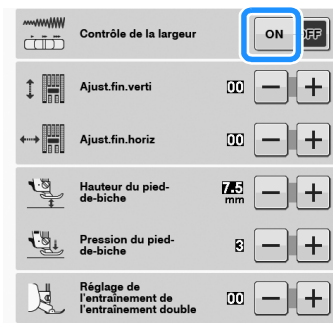 Contrôle de la largeur ON OFF
Ajust.fin.verti 00
Ajust.fin.horiz 00
Hauteur du pied-
de-biche
7.5
mm
Pression du pied-
de-biche
3
Réglage de
l'entraînement de
l'entraînement double
00